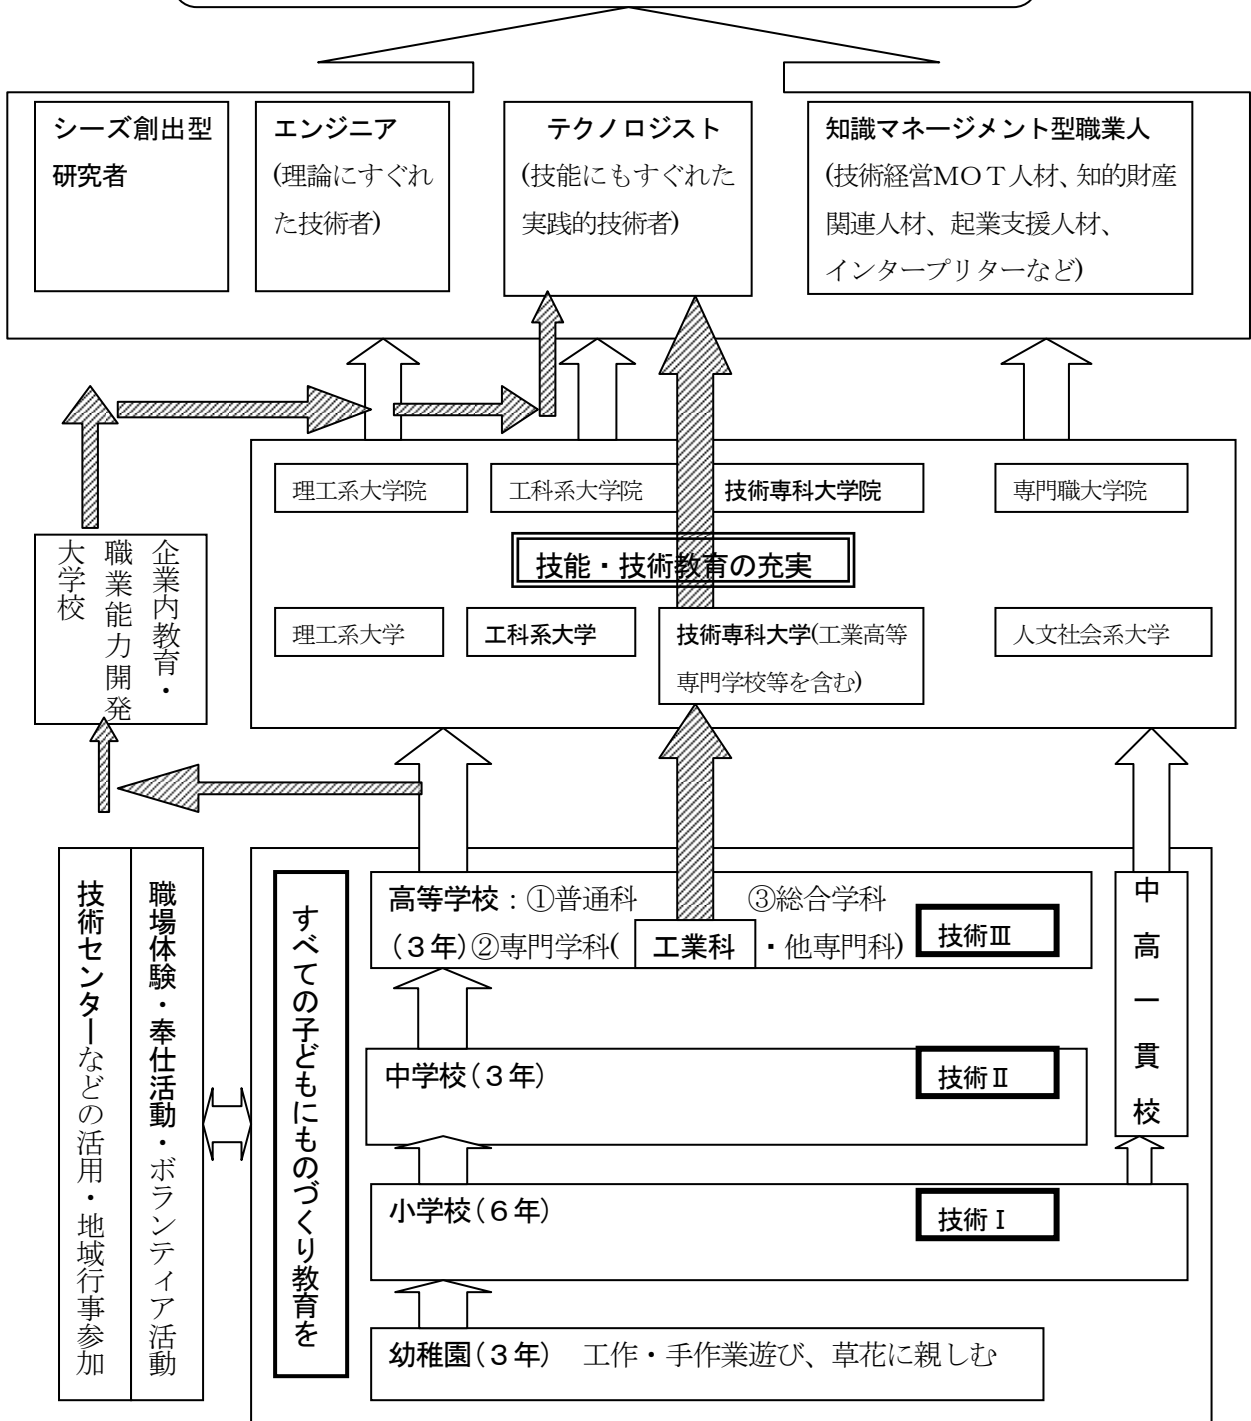 シーズ創出型
研究者
エンジニア
(理論にすぐれ
た技術者)
テクノロジスト
(技能にもすぐれた
実践的技術者)
知識マネージメント型職業人
(技術経営MOT人材、知的財産
関連人材、起業支援人材、
インタープリターなど)
理工系大学院
工科系大学院
技術専科大学院
専門職大学院
技能・技術教育の充実
企業内教育・
職業能力開発
大学校
理工系大学
工科系大学
技術専科大学(工業高等
専門学校等を含む)
人文社会系大学
職場体験・奉仕活動・ボランティア活動
技術センターなどの活用・地域行事参加
すべての子どもにものづくり教育を
高等学校：①普通科 ③総合学科
(３年)②専門学科( 工業科 ・他専門科)
技術Ⅲ
中高一貫校
中学校(３年)
技術Ⅱ
小学校(６年)
技術Ⅰ
幼稚園(３年) 工作・手作業遊び、草花に親しむ